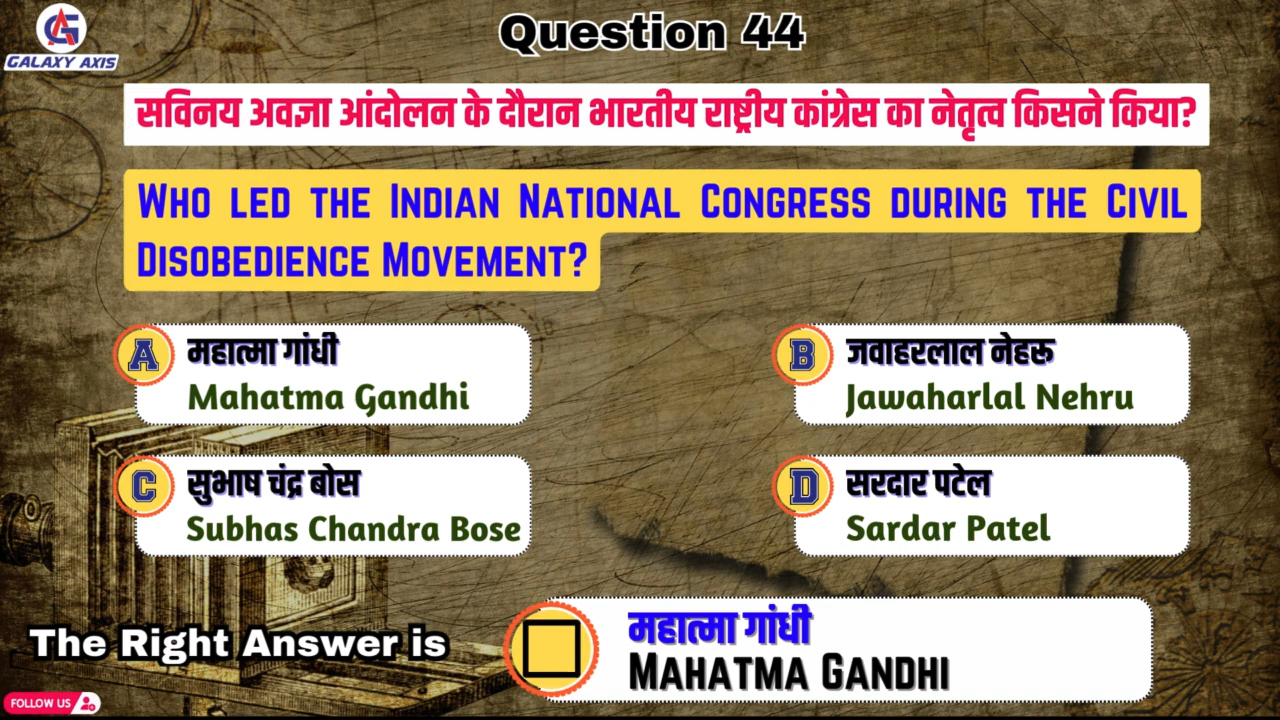 GALAXY AXIS
Question 44
सविनय अवज्ञा आंदोलन के दौरान भारतीय राष्ट्रीय कांग्रेस का नेतृत्व किसने किया?
WHO LED THE INDIAN NATIONAL CONGRESS DURING THE CIVIL
DISOBEDIENCE MOVEMENT?
A
महात्मा गांधी
Mahatma Gandhi
B
जवाहरलाल नेहरू
Jawaharlal Nehru
C
सुभाष चंद्र बोस
Subhas Chandra Bose
D
सरदार पटेल
Sardar Patel
The Right Answer is
महात्मा गांधी
MAHATMA GANDHI
FOLLOW US